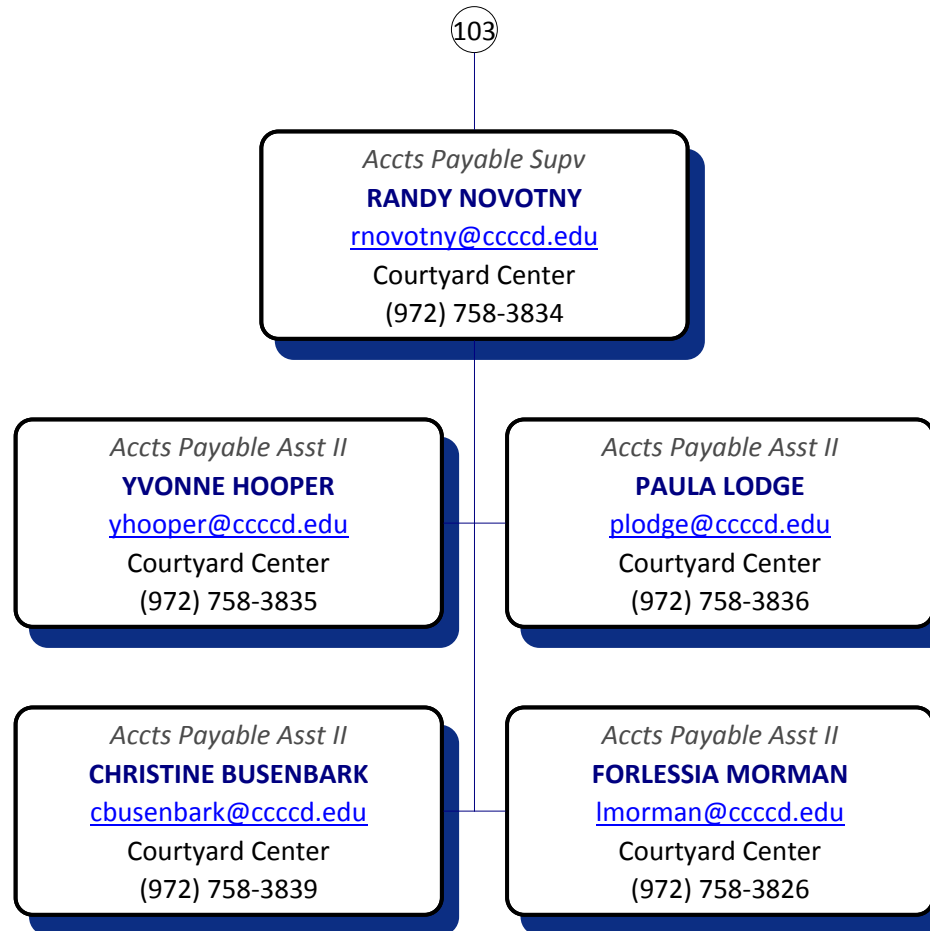 103
Accts Payable Supv
RANDY NOVOTNY
rnovotny@ccccd.edu
Courtyard Center
(972) 758-3834
Accts Payable Asst II
YVONNE HOOPER
yhooper@ccccd.edu
Courtyard Center
(972) 758-3835
Accts Payable Asst II
PAULA LODGE
plodge@ccccd.edu
Courtyard Center
(972) 758-3836
Accts Payable Asst II
CHRISTINE BUSENBARK
cbusenbark@ccccd.edu
Courtyard Center
(972) 758-3839
Accts Payable Asst II
FORLESSIA MORMAN
lmorman@ccccd.edu
Courtyard Center
(972) 758-3826